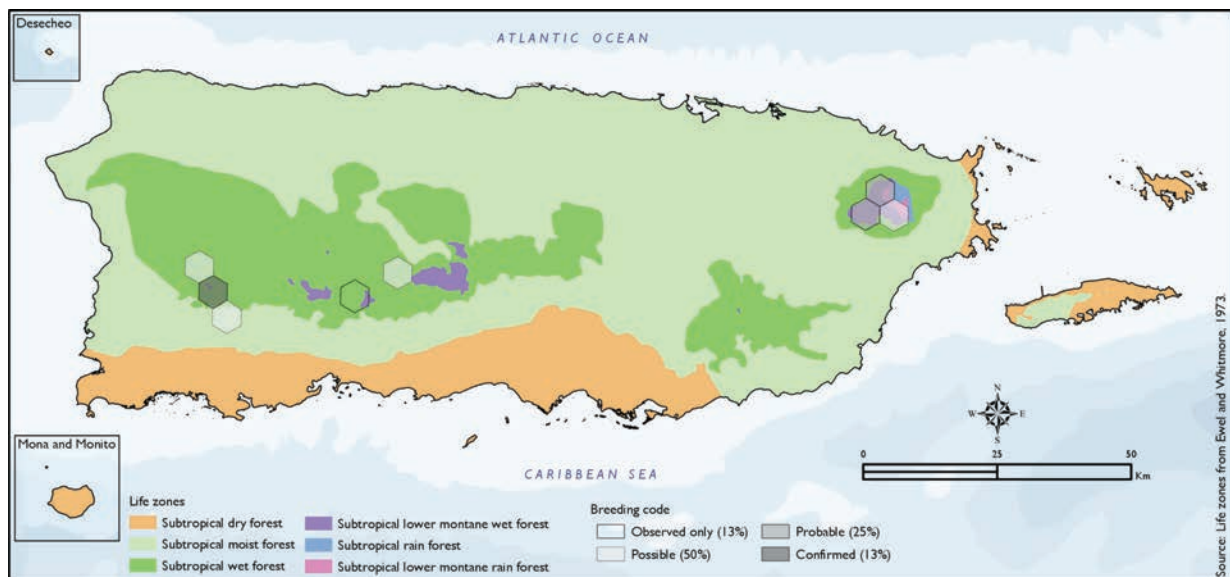 Desecheo
ATLANTIC OCEAN
N
W E
S
0 25 50
Km
Mona and Monito
CARIBBEAN SEA
Life zones
Subtropical dry forest
Subtropical moist forest
Subtropical wet forest
Subtropical lower montane wet forest
Subtropical rain forest
Subtropical lower montane rain forest
Breeding code
Observed only (13%)
Possible (50%)
Probable (25%)
Confirmed (13%)
Source: Life zones from Ewel and Whitmore, 1973.